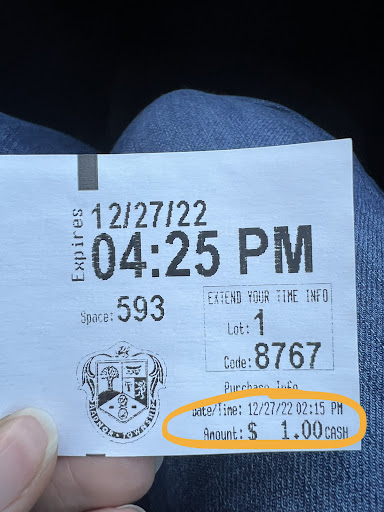 Expires
12/27/22
04:25 PM
Space: 593
EXTEND YOUR TIME INFO
Lot: 1
Code: 8767
Purchase Info
Date/Time: 12/27/22 02:15 PM
Amount: $ 1.00 CASH
TOWNSHIP